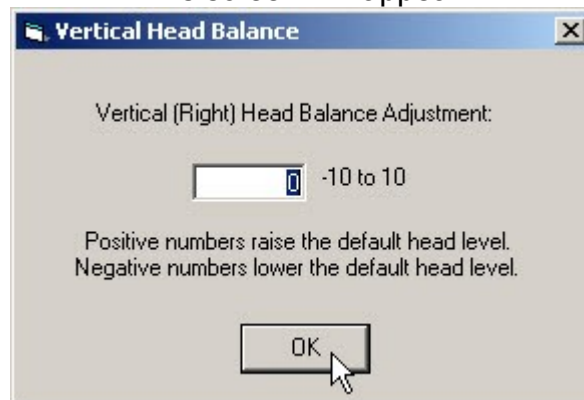 Vertical Head Balance
Vertical (Right) Head Balance Adjustment:
0 -10 to 10
Positive numbers raise the default head level.
Negative numbers lower the default head level.
OK